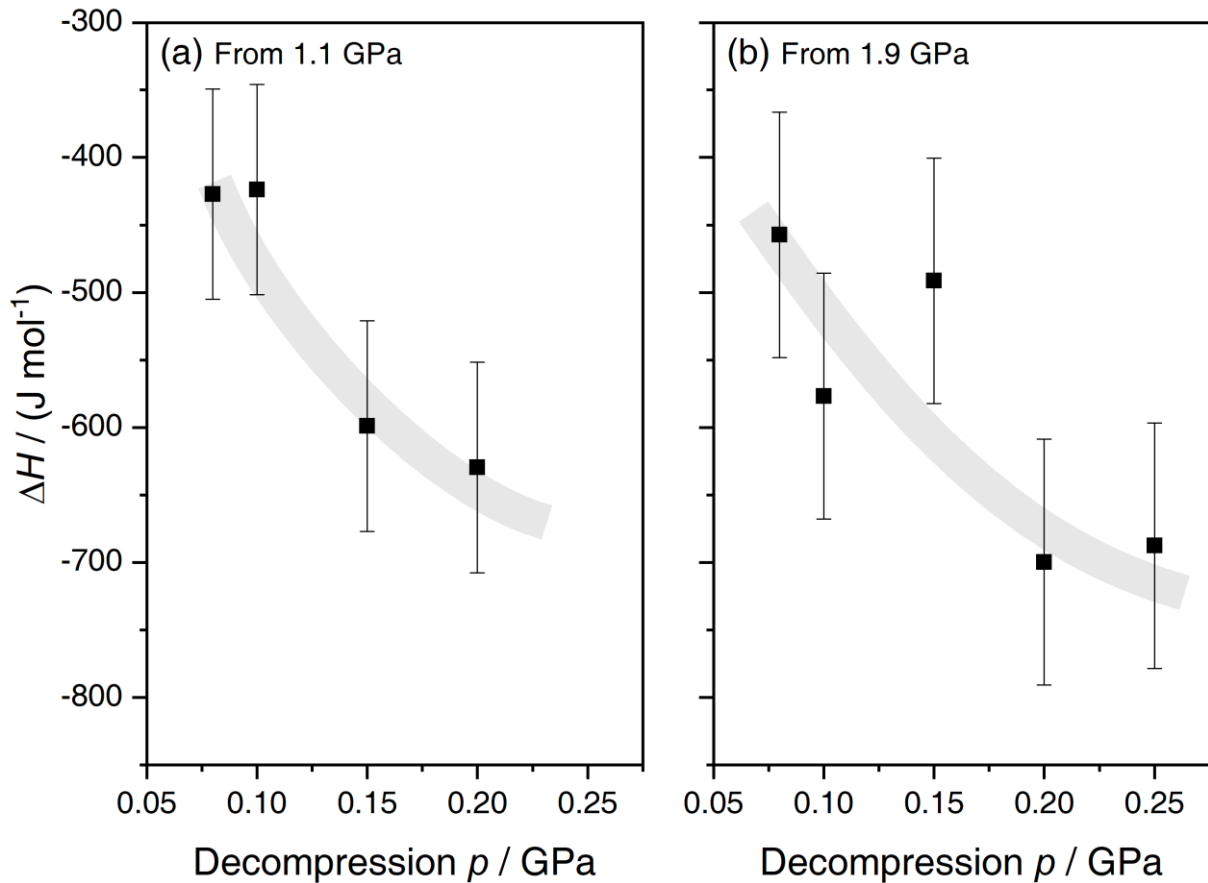 (a) From 1.1 GPa
(b) From 1.9 GPa
-300
-400
-500
-600
-700
-800
ΔH / (J mol⁻¹)
0.05 0.10 0.15 0.20 0.25
0.05 0.10 0.15 0.20 0.25
Decompression p / GPa
Decompression p / GPa